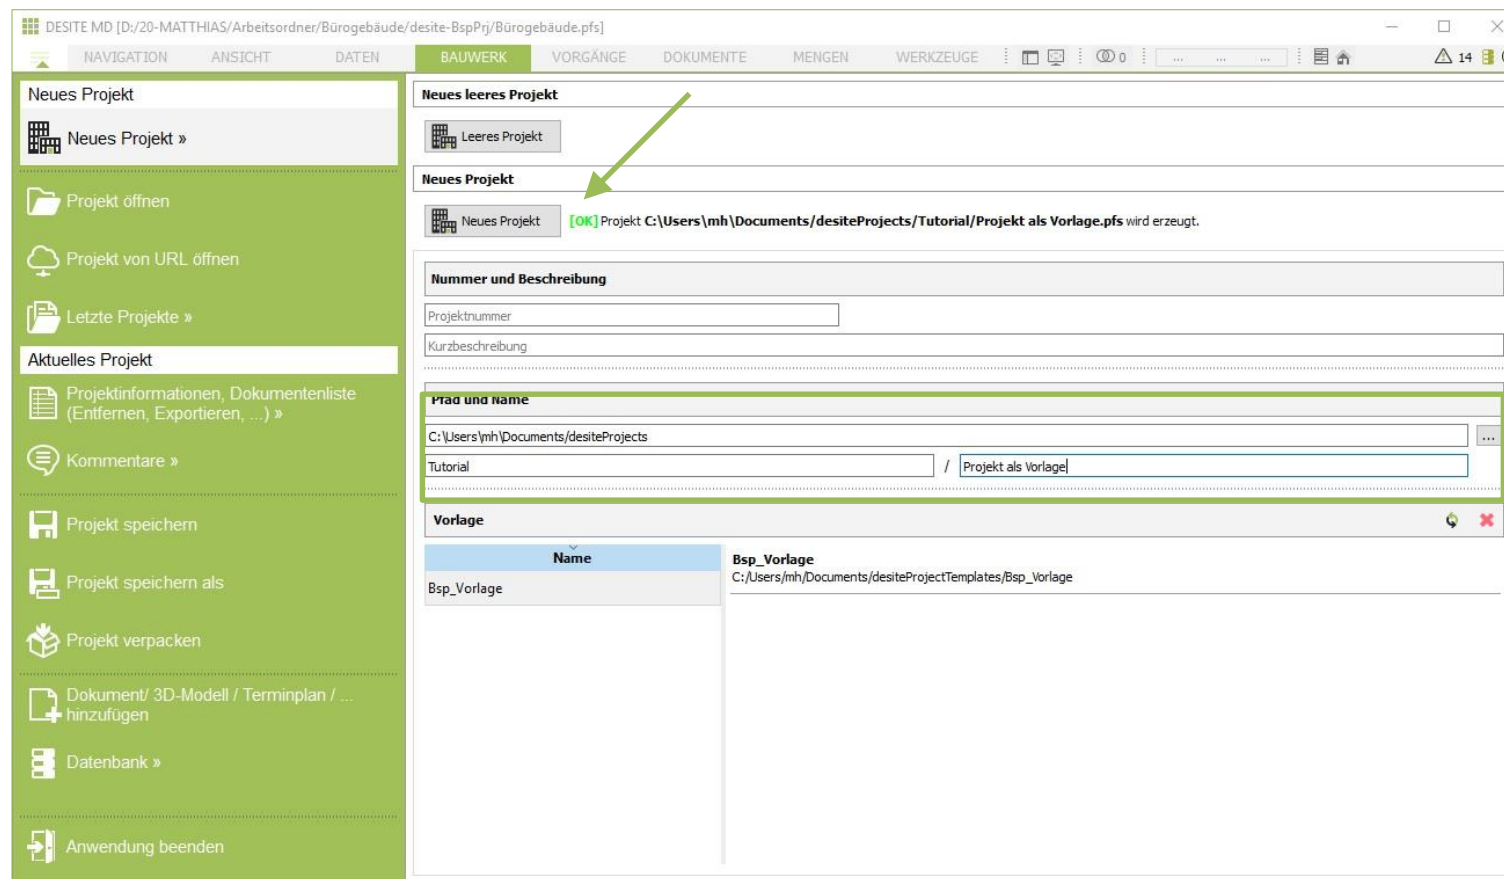 DESITE MD [D:/20-MATTHIAS/Arbeitsordner/Bürogebäude/desite-BspPrj/Bürogebäude.pfs]
NAVIGATION ANSICHT DATEN BAUWERK VORGÄNGE DOKUMENTE MENGEN WERKZEUGE 0 ... ... ... 14
Neues Projekt
Neues Projekt »
Projekt öffnen
Projekt von URL öffnen
Letzte Projekte »
Aktuelles Projekt
Projektinformationen, Dokumentenliste
(Entfernen, Exportieren, ...) »
Kommentare »
Projekt speichern
Projekt speichern als
Projekt verpacken
Dokument/ 3D-Modell / Terminplan / ...
hinzufügen
Datenbank »
Anwendung beenden
Neues leeres Projekt
Leeres Projekt
Neues Projekt
Neues Projekt [OK] Projekt C:\Users\mh\Documents/desiteProjects/Tutorial/Projekt als Vorlage.pfs wird erzeugt.
Nummer und Beschreibung
Projektnummer
Kurzbeschreibung
Pfad und Name
C:\Users\mh\Documents/desiteProjects ...
Tutorial / Projekt als Vorlage
Vorlage
Name
Bsp_Vorlage
Bsp_Vorlage
C:/Users/mh/Documents/desiteProjectTemplates/Bsp_Vorlage